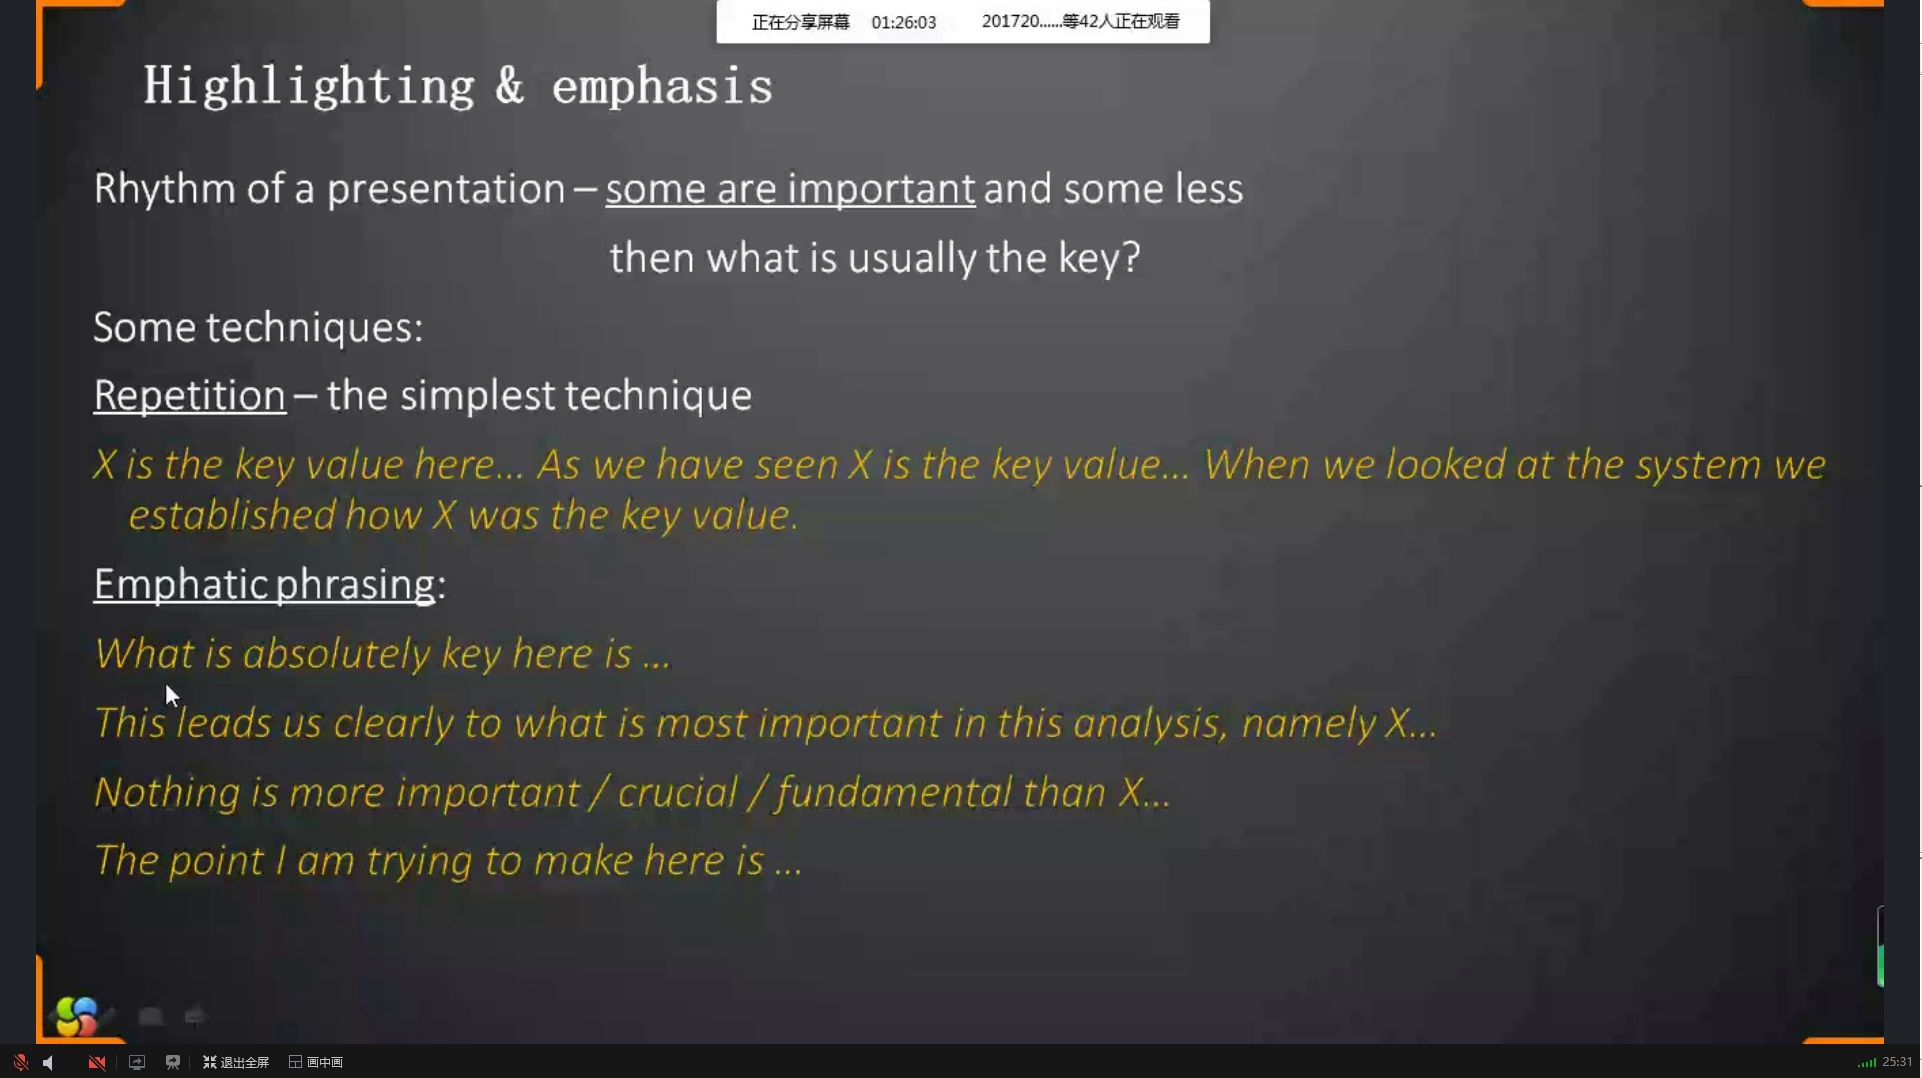 正在分享屏幕 01:26:03 201720......等42人正在观看
Highlighting & emphasis
Rhythm of a presentation – some are important and some less
then what is usually the key?
Some techniques:
Repetition – the simplest technique
X is the key value here... As we have seen X is the key value... When we looked at the system we
established how X was the key value.
Emphatic phrasing:
What is absolutely key here is ...
This leads us clearly to what is most important in this analysis, namely X...
Nothing is more important / crucial / fundamental than X...
The point I am trying to make here is ...
退出全屏 画中画 25:31